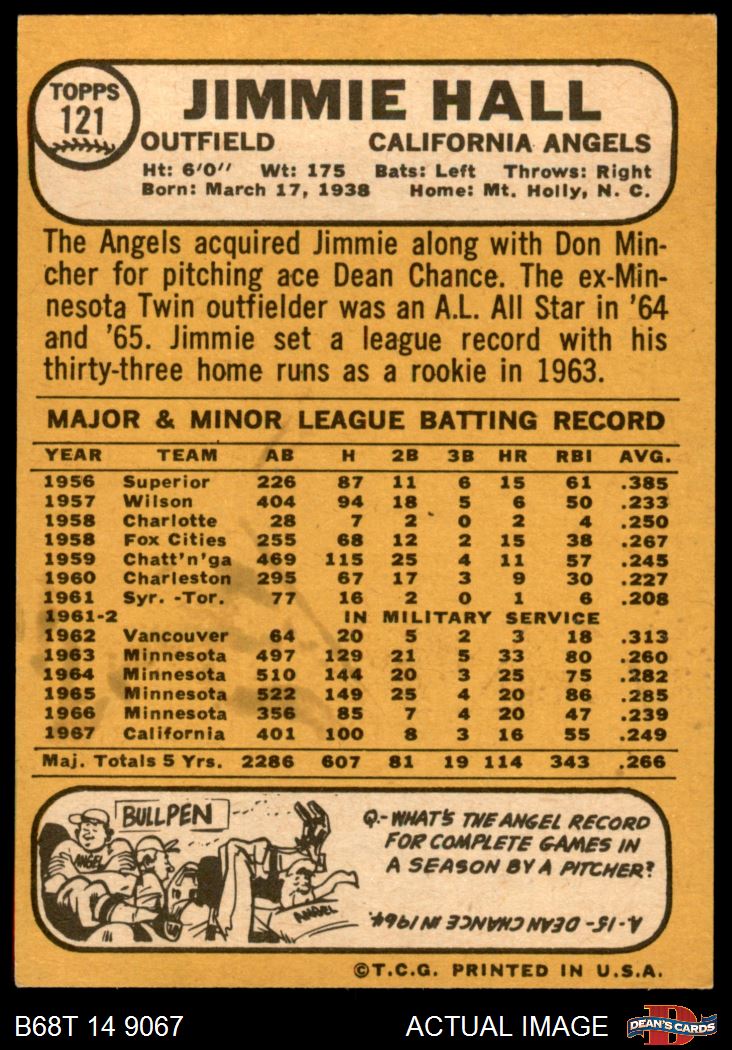 TOPPS
121
JIMMIE HALL
OUTFIELD CALIFORNIA ANGELS
Ht: 6'0" Wt: 175 Bats: Left Throws: Right
Born: March 17, 1938 Home: Mt. Holly, N. C.
The Angels acquired Jimmie along with Don Min-
cher for pitching ace Dean Chance. The ex-Min-
nesota Twin outfielder was an A.L. All Star in '64
and '65. Jimmie set a league record with his
thirty-three home runs as a rookie in 1963.
MAJOR & MINOR LEAGUE BATTING RECORD
YEAR TEAM AB H 2B 3B HR RBI AVG.
1956 Superior 226 87 11 6 15 61 .385
1957 Wilson 404 94 18 5 6 50 .233
1958 Charlotte 28 7 2 0 2 4 .250
1958 Fox Cities 255 68 12 2 15 38 .267
1959 Chatt'n'ga 469 115 25 4 11 57 .245
1960 Charleston 295 67 17 3 9 30 .227
1961 Syr. -Tor. 77 16 2 0 1 6 .208
1961-2 IN MILITARY SERVICE
1962 Vancouver 64 20 5 2 3 18 .313
1963 Minnesota 497 129 21 5 33 80 .260
1964 Minnesota 510 144 20 3 25 75 .282
1965 Minnesota 522 149 25 4 20 86 .285
1966 Minnesota 356 85 7 4 20 47 .239
1967 California 401 100 8 3 16 55 .249
Maj. Totals 5 Yrs. 2286 607 81 19 114 343 .266
BULLPEN
ANGEL
ANGEL
Q.-WHAT'S THE ANGEL RECORD
FOR COMPLETE GAMES IN
A SEASON BY A PITCHER?
A.-15-DEAN CHANCE IN 1964.
©T.C.G. PRINTED IN U.S.A.
B68T 14 9067 ACTUAL IMAGE DEAN'S CARDS